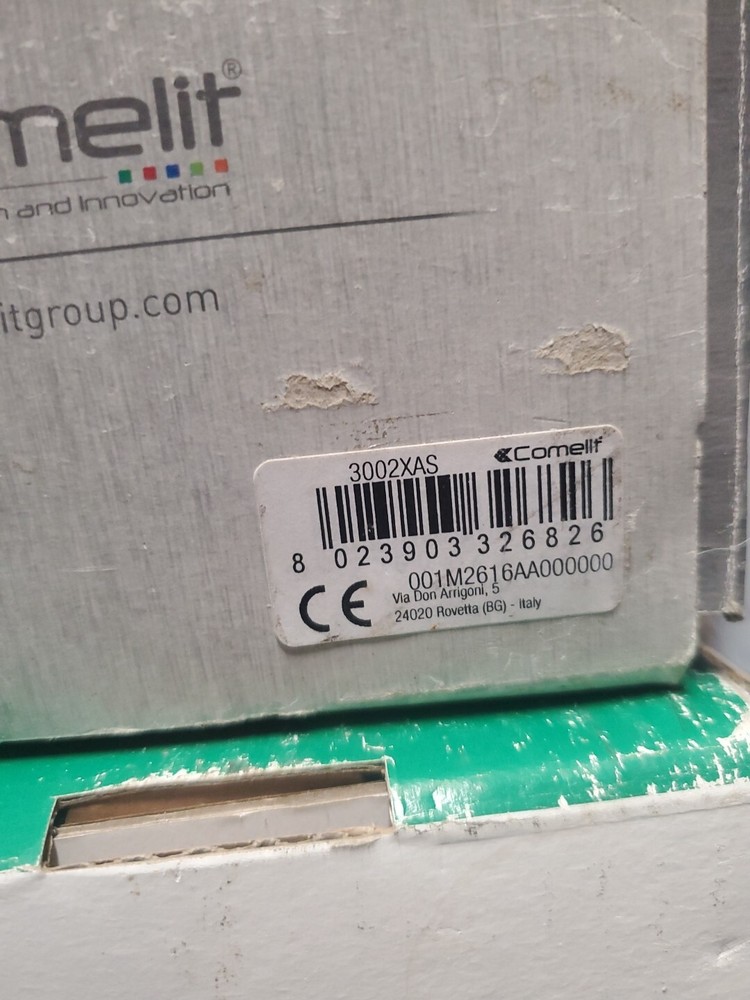 melit®
n and Innovation
itgroup.com
3002XAS
Comelit
8 023903 326826
001M2616AA000000
Via Don Arrigoni, 5
24020 Rovetta (BG) - Italy
CE